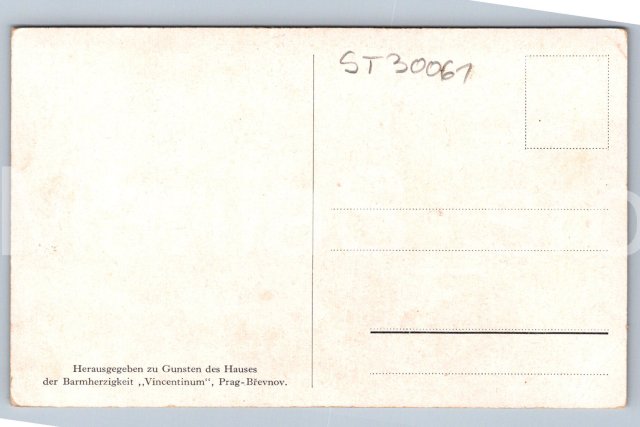 ST30061
Herausgegeben zu Gunsten des Hauses
der Barmherzigkeit ,,Vincentinum“, Prag-Břevnov.